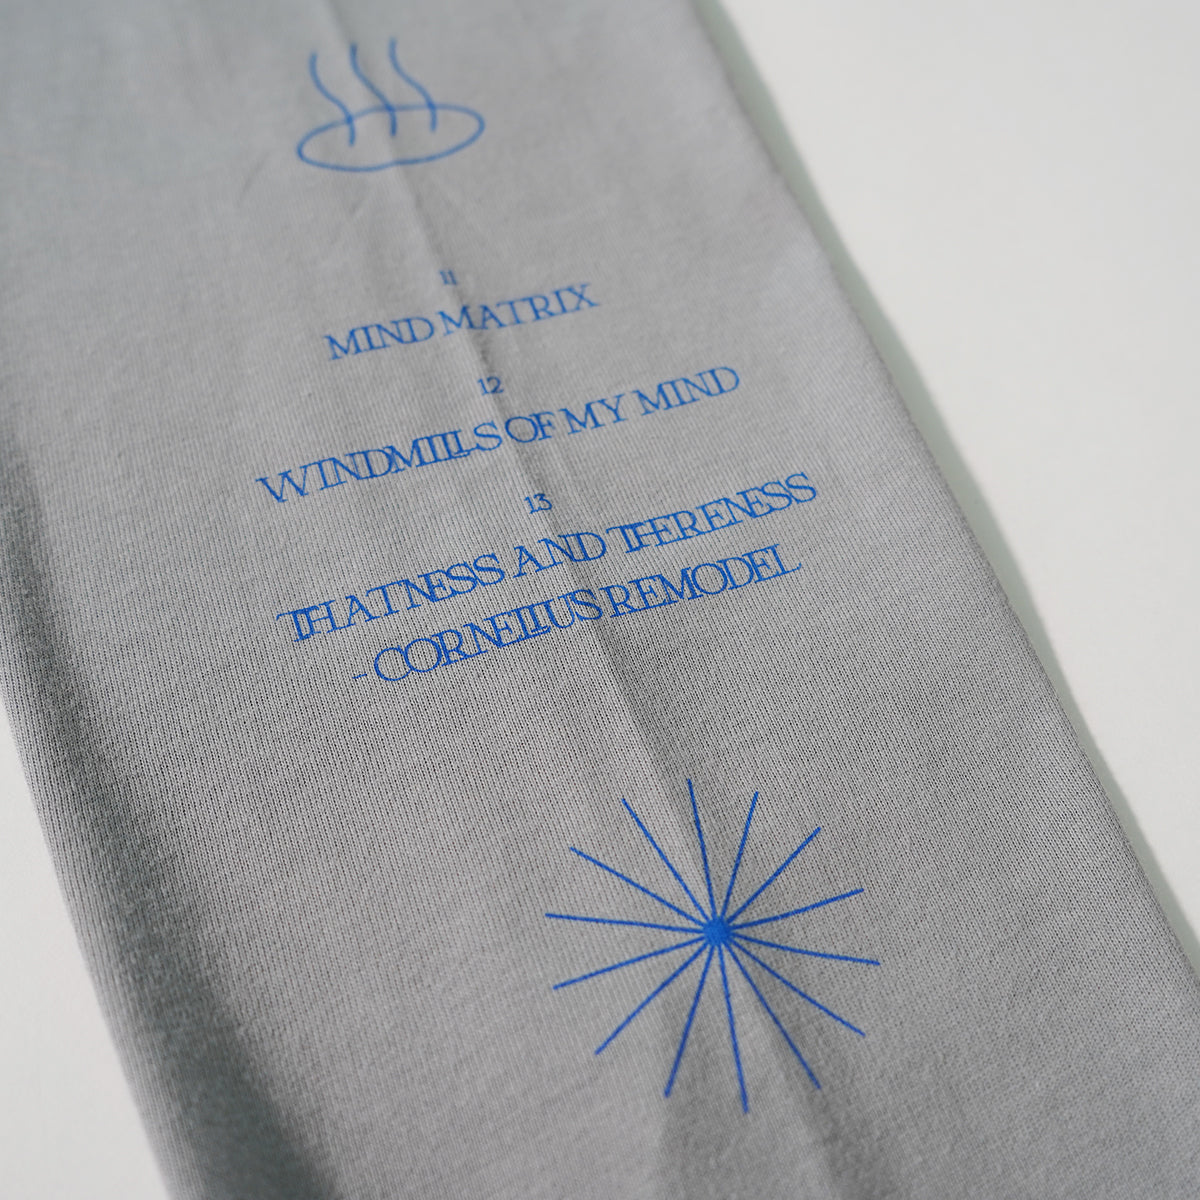 11
MIND MATRIX
12
WINDMILLS OF MY MIND
13
THATNESS AND THERENESS
- CORNELIUS REMODEL